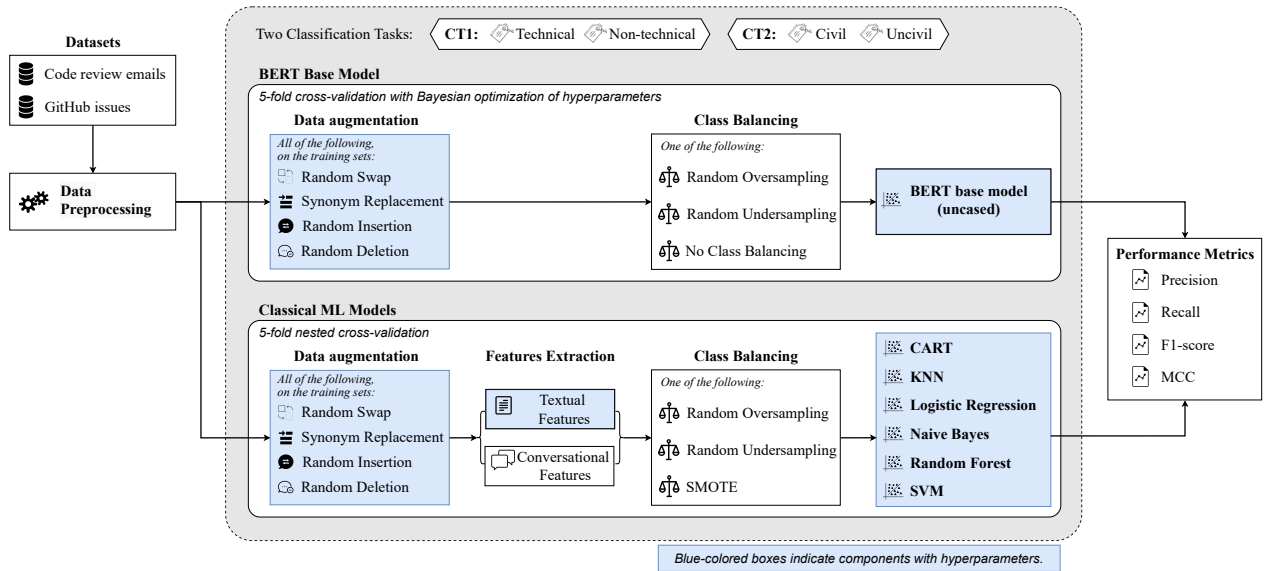 Datasets
Code review emails
GitHub issues
Data
Preprocessing
Two Classification Tasks:
CT1: Technical Non-technical
CT2: Civil Uncivil
BERT Base Model
5-fold cross-validation with Bayesian optimization of hyperparameters
Data augmentation
All of the following,
on the training sets:
Random Swap
Synonym Replacement
Random Insertion
Random Deletion
Class Balancing
One of the following:
Random Oversampling
Random Undersampling
No Class Balancing
BERT base model
(uncased)
Classical ML Models
5-fold nested cross-validation
Data augmentation
All of the following,
on the training sets:
Random Swap
Synonym Replacement
Random Insertion
Random Deletion
Features Extraction
Textual
Features
Conversational
Features
Class Balancing
One of the following:
Random Oversampling
Random Undersampling
SMOTE
CART
KNN
Logistic Regression
Naive Bayes
Random Forest
SVM
Performance Metrics
Precision
Recall
F1-score
MCC
Blue-colored boxes indicate components with hyperparameters.